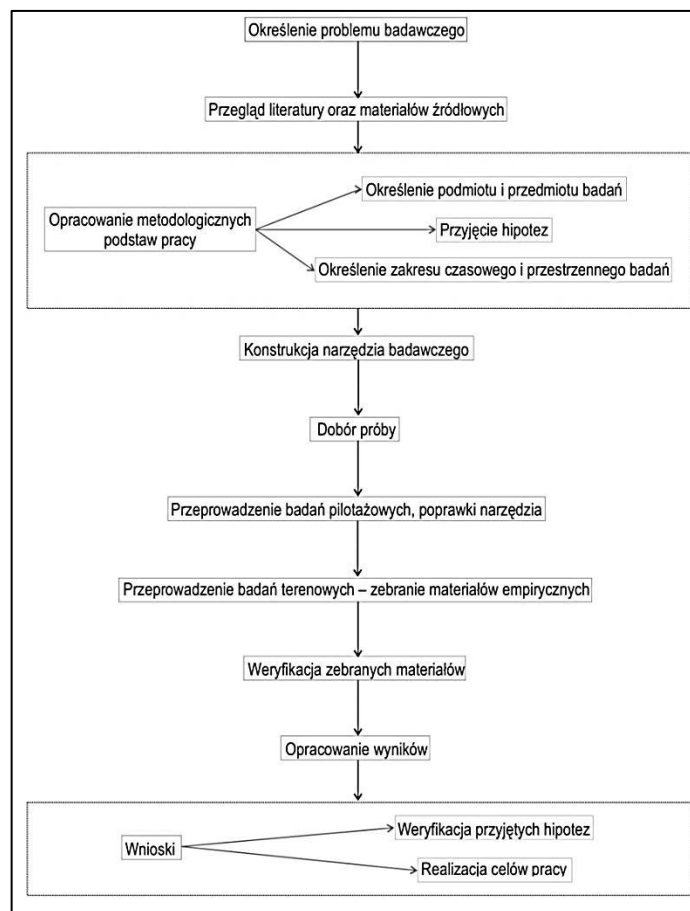 Określenie problemu badawczego
Przegląd literatury oraz materiałów źródłowych
Opracowanie metodologicznych
podstaw pracy
Określenie podmiotu i przedmiotu badań
Przyjęcie hipotez
Określenie zakresu czasowego i przestrzennego badań
Konstrukcja narzędzia badawczego
Dobór próby
Przeprowadzenie badań pilotażowych, poprawki narzędzia
Przeprowadzenie badań terenowych – zebranie materiałów empirycznych
Weryfikacja zebranych materiałów
Opracowanie wyników
Wnioski
Weryfikacja przyjętych hipotez
Realizacja celów pracy